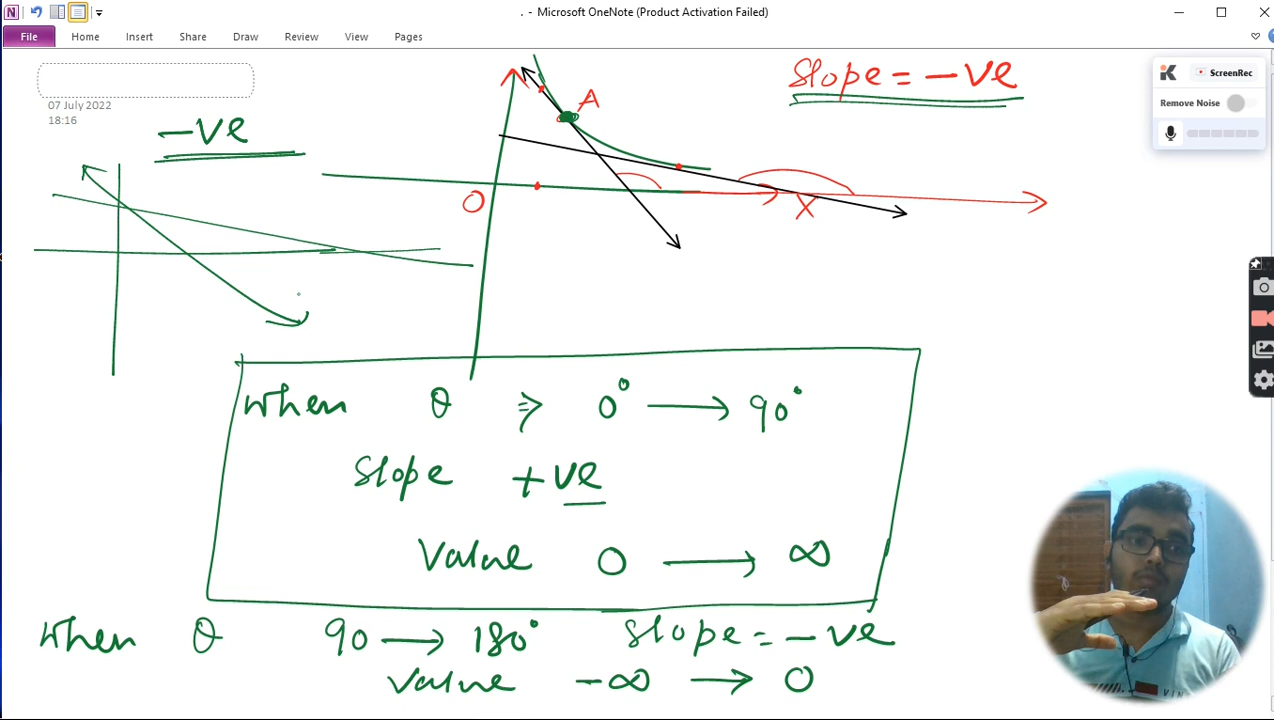 . - Microsoft OneNote (Product Activation Failed)
File Home Insert Share Draw Review View Pages
ScreenRec
Remove Noise
07 July 2022
18:16
-ve
Slope = -ve
A
O
X
When θ ⇒ 0° → 90°
Slope +ve
Value 0 → ∞
When θ 90 → 180° Slope = -ve
Value -∞ → 0